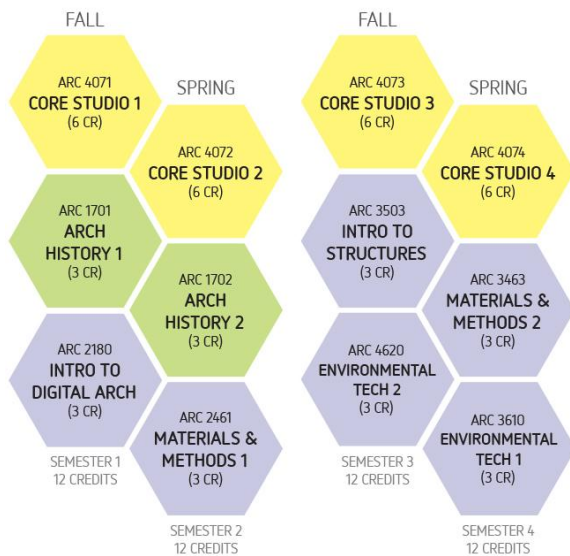 FALL
ARC 4071
CORE STUDIO 1
(6 CR)
ARC 1701
ARCH
HISTORY 1
(3 CR)
ARC 2180
INTRO TO
DIGITAL ARCH
(3 CR)
SEMESTER 1
12 CREDITS
SPRING
ARC 4072
CORE STUDIO 2
(6 CR)
ARC 1702
ARCH
HISTORY 2
(3 CR)
ARC 2461
MATERIALS &
METHODS 1
(3 CR)
SEMESTER 2
12 CREDITS
FALL
ARC 4073
CORE STUDIO 3
(6 CR)
ARC 3503
INTRO TO
STRUCTURES
(3 CR)
ARC 4620
ENVIRONMENTAL
TECH 2
(3 CR)
SEMESTER 3
12 CREDITS
SPRING
ARC 4074
CORE STUDIO 4
(6 CR)
ARC 3463
MATERIALS &
METHODS 2
(3 CR)
ARC 3610
ENVIRONMENTAL
TECH 1
(3 CR)
SEMESTER 4
12 CREDITS